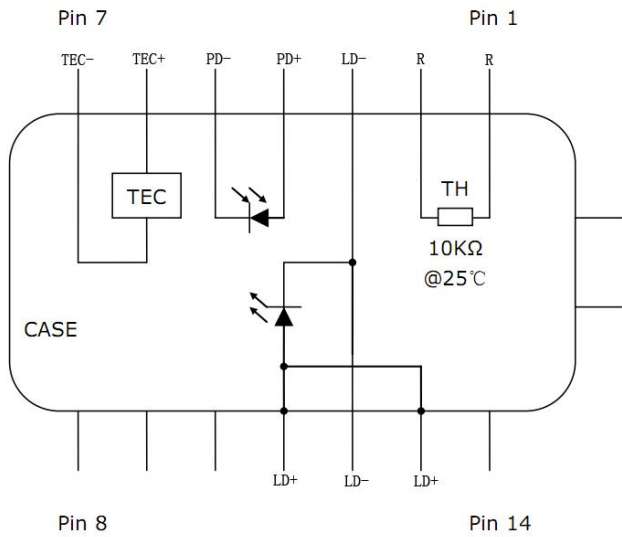 Pin 7 Pin 1
TEC- TEC+ PD- PD+ LD- R R
TEC
TH
10KΩ
@25℃
CASE
LD+ LD- LD+
Pin 8 Pin 14